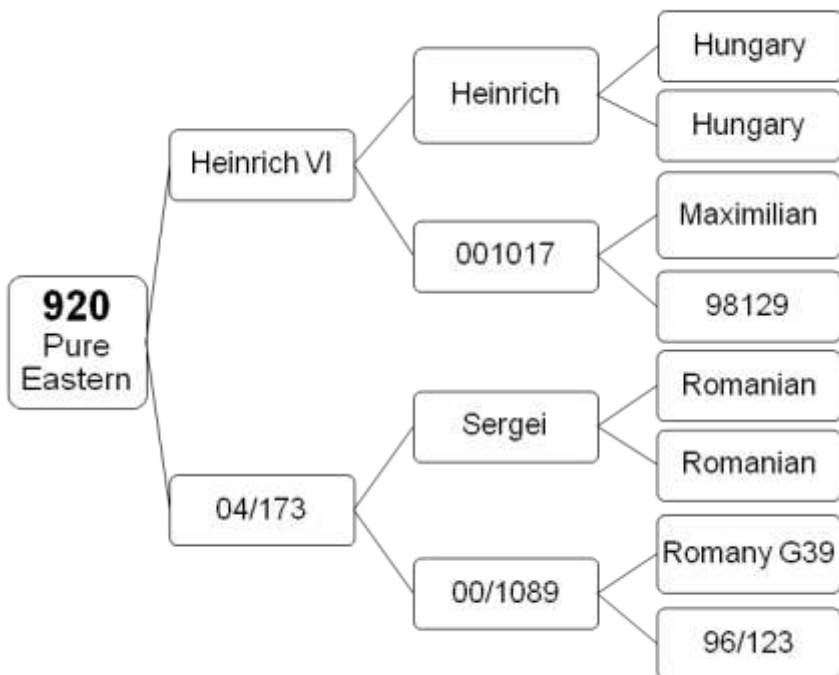 920
Pure
Eastern
Heinrich VI
04/173
Heinrich
001017
Sergei
00/1089
Hungary
Hungary
Maximilian
98129
Romanian
Romanian
Romany G39
96/123